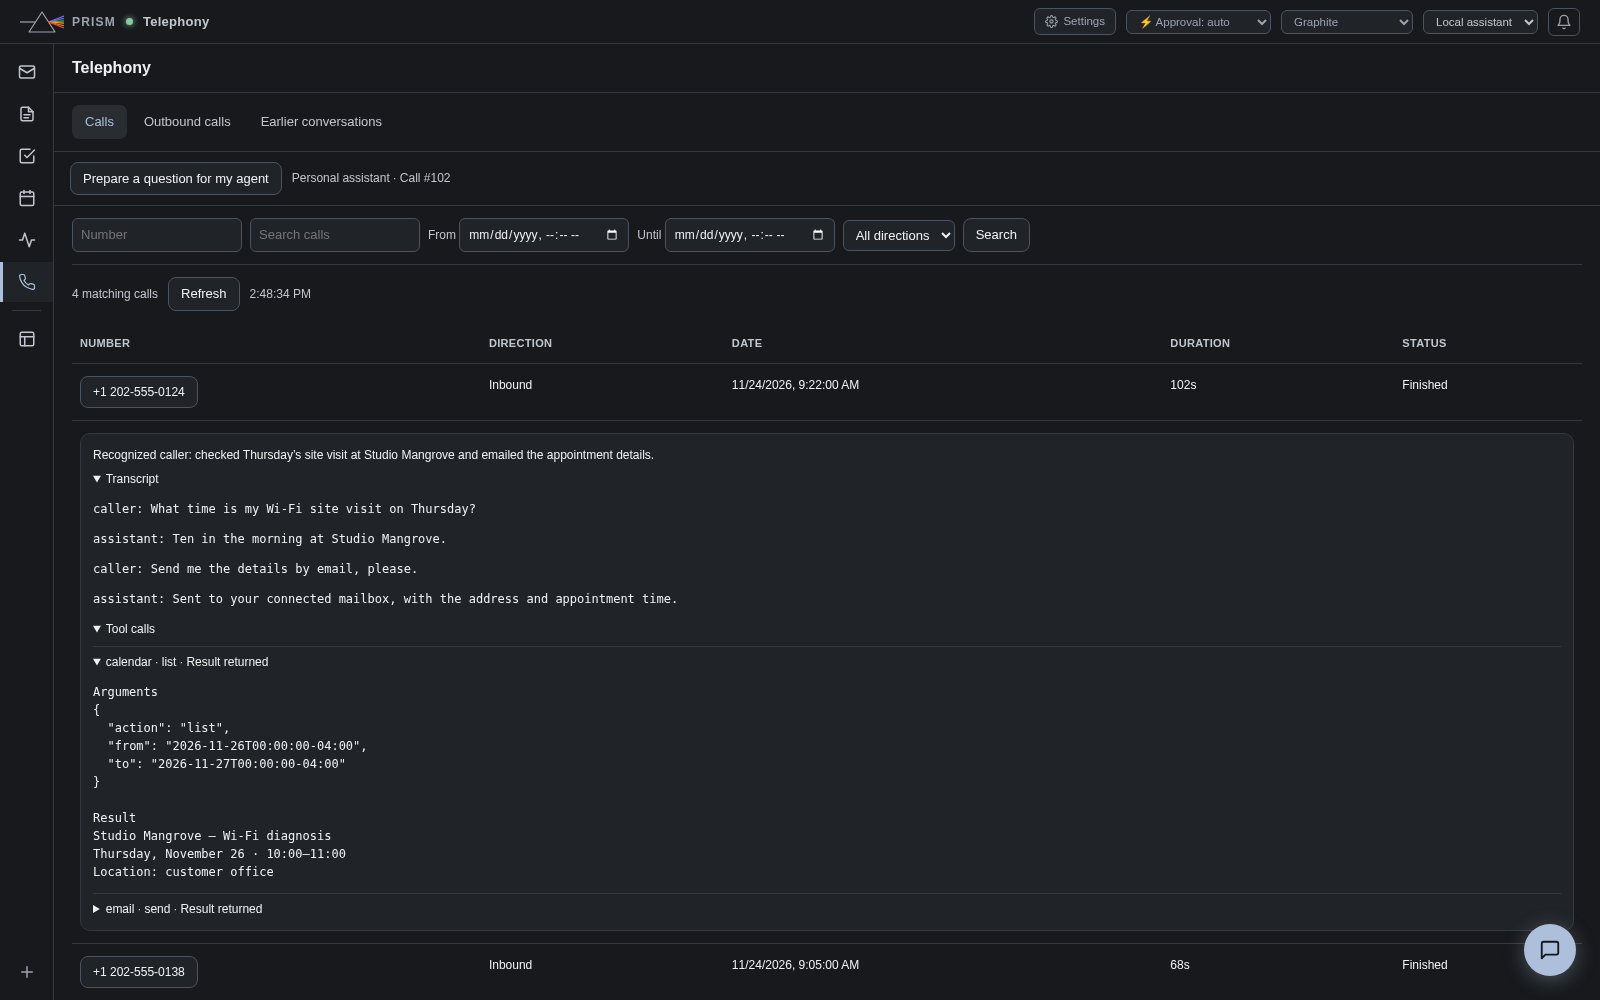 PRISM Telephony
Settings
⚡ Approval: auto
Graphite
Local assistant
Telephony
Calls
Outbound calls
Earlier conversations
Prepare a question for my agent
Personal assistant · Call #102
Number
Search calls
From mm/dd/yyyy, --:-- --
Until mm/dd/yyyy, --:-- --
All directions
Search
4 matching calls
Refresh
2:48:34 PM
NUMBER DIRECTION DATE DURATION STATUS
+1 202-555-0124 Inbound 11/24/2026, 9:22:00 AM 102s Finished
Recognized caller: checked Thursday's site visit at Studio Mangrove and emailed the appointment details.
▼ Transcript
caller: What time is my Wi-Fi site visit on Thursday?
assistant: Ten in the morning at Studio Mangrove.
caller: Send me the details by email, please.
assistant: Sent to your connected mailbox, with the address and appointment time.
▼ Tool calls
▼ calendar · list · Result returned
Arguments
{
  "action": "list",
  "from": "2026-11-26T00:00:00-04:00",
  "to": "2026-11-27T00:00:00-04:00"
}
Result
Studio Mangrove — Wi-Fi diagnosis
Thursday, November 26 · 10:00–11:00
Location: customer office
▶ email · send · Result returned
+1 202-555-0138 Inbound 11/24/2026, 9:05:00 AM 68s Finished